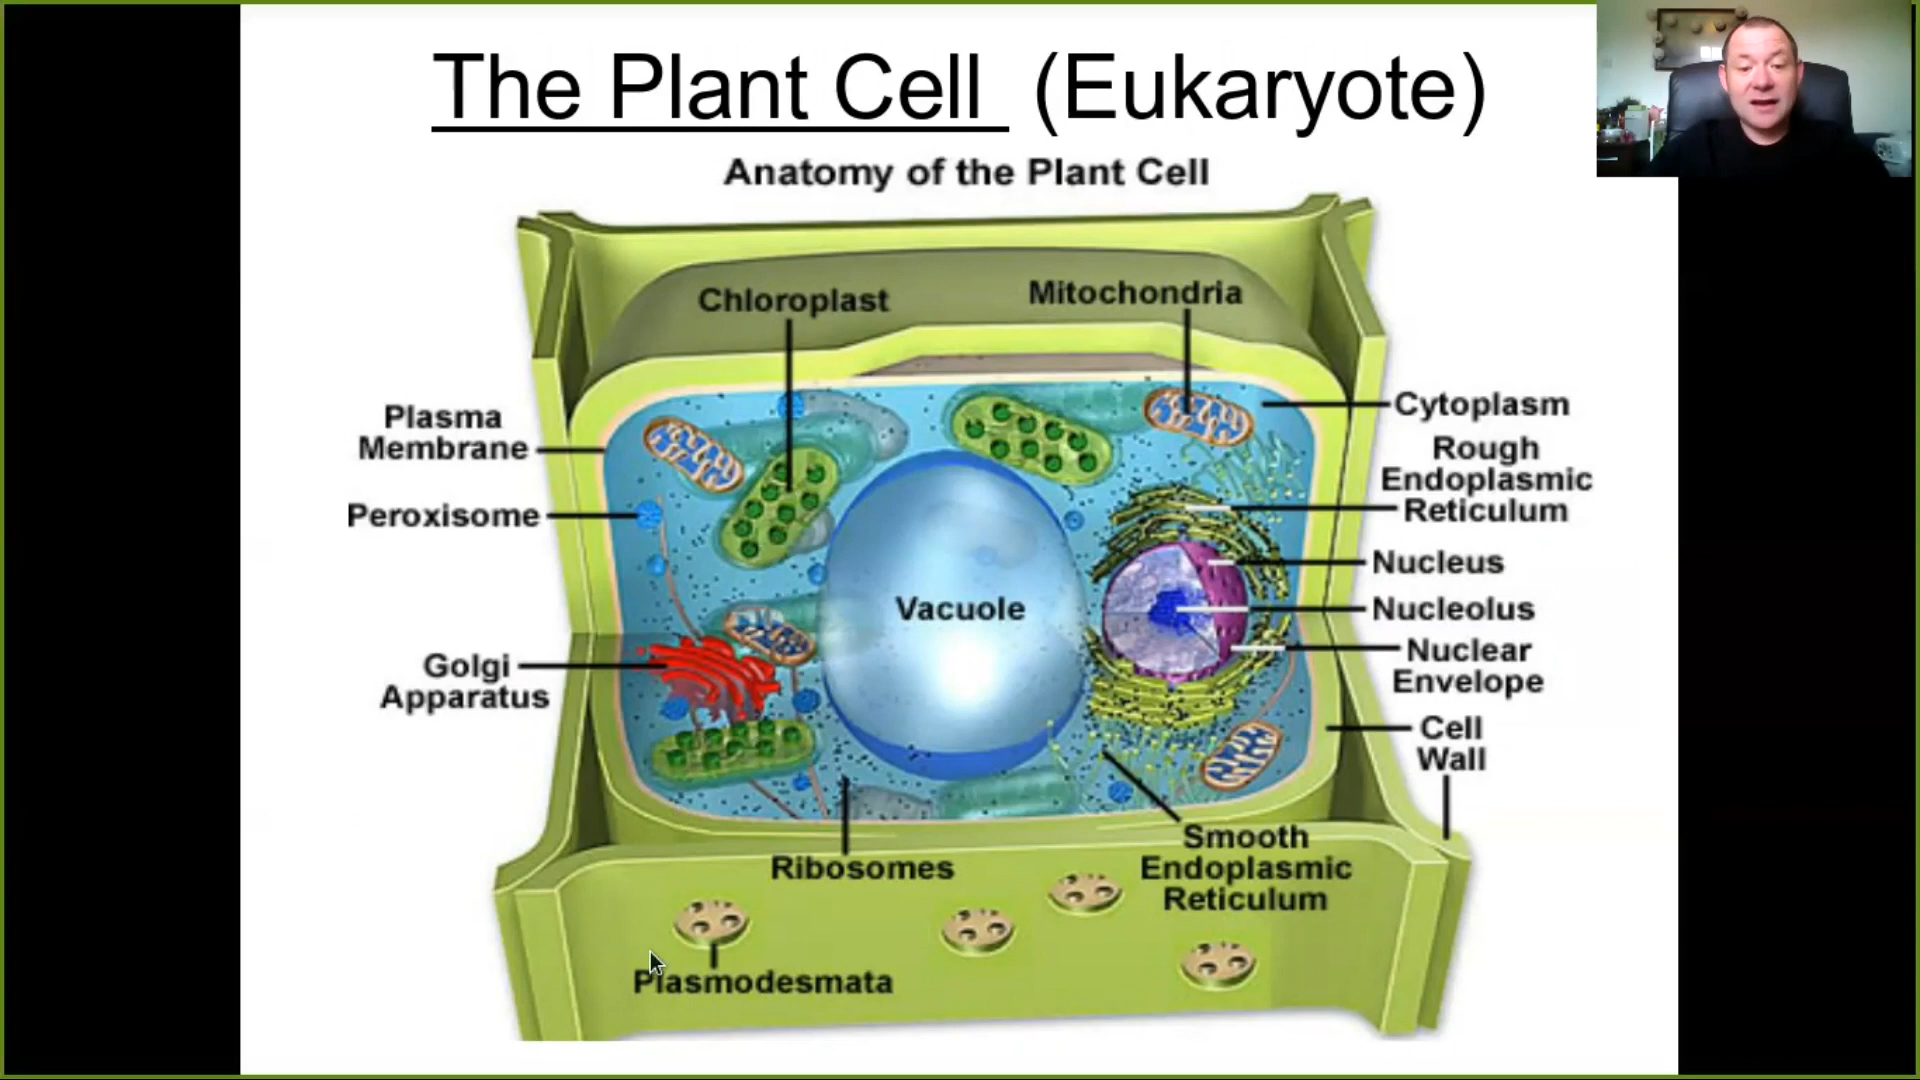 The Plant Cell (Eukaryote)
Anatomy of the Plant Cell
Chloroplast
Mitochondria
Plasma
Membrane
Peroxisome
Golgi
Apparatus
Vacuole
Cytoplasm
Rough
Endoplasmic
Reticulum
Nucleus
Nucleolus
Nuclear
Envelope
Cell
Wall
Ribosomes
Smooth
Endoplasmic
Reticulum
Plasmodesmata